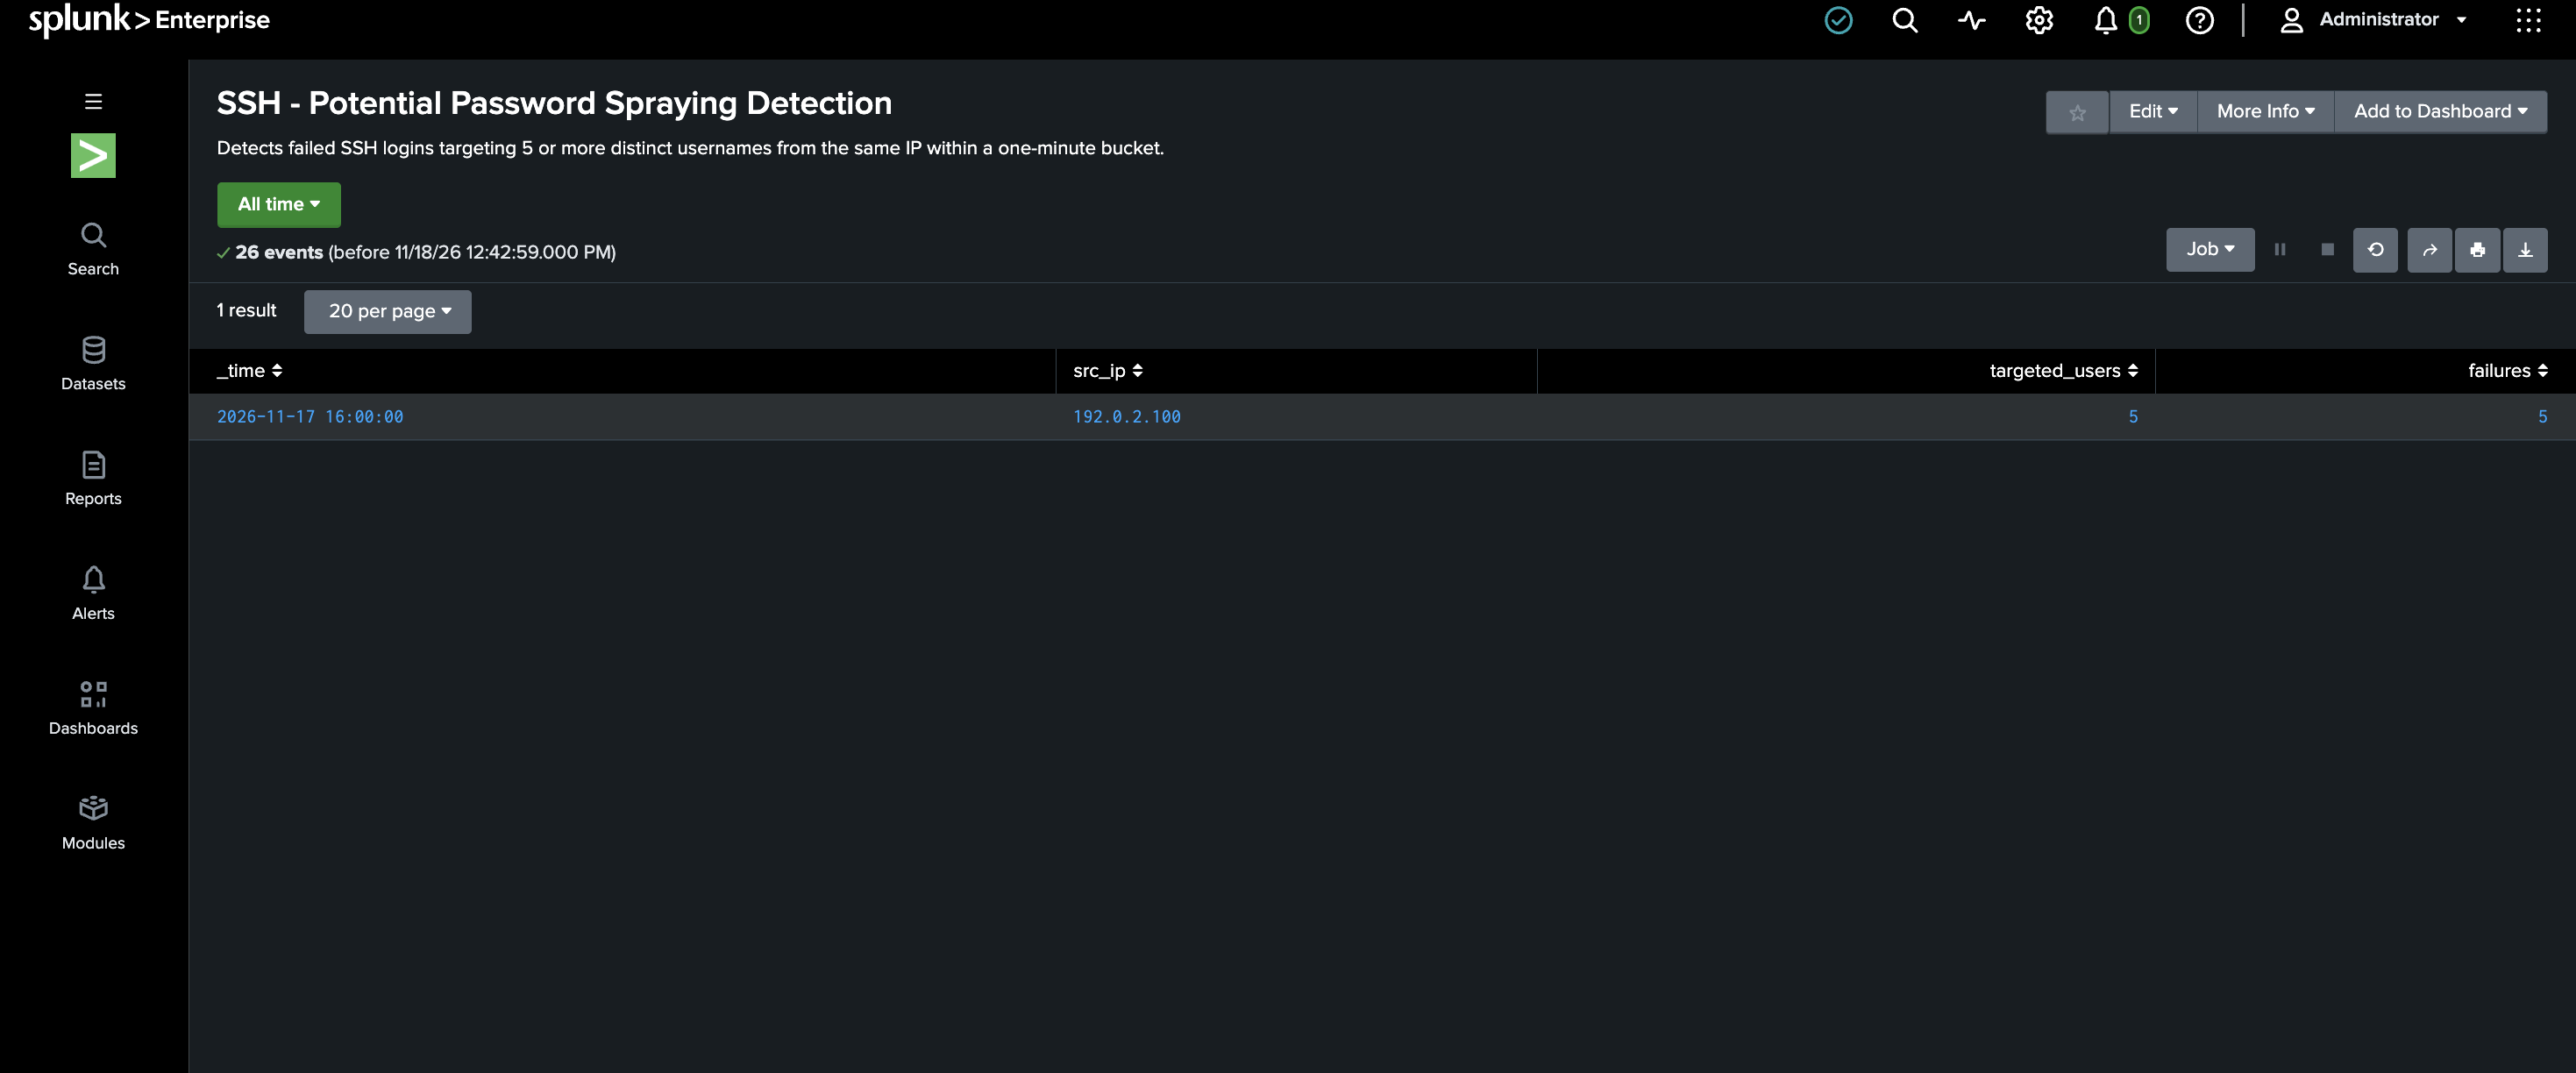 splunk> Enterprise
1
Administrator
SSH - Potential Password Spraying Detection
Edit
More Info
Add to Dashboard
Detects failed SSH logins targeting 5 or more distinct usernames from the same IP within a one-minute bucket.
All time
26 events (before 11/18/26 12:42:59.000 PM)
Job
1 result
20 per page
_time src_ip targeted_users failures
2026-11-17 16:00:00 192.0.2.100 5 5
Search
Datasets
Reports
Alerts
Dashboards
Modules